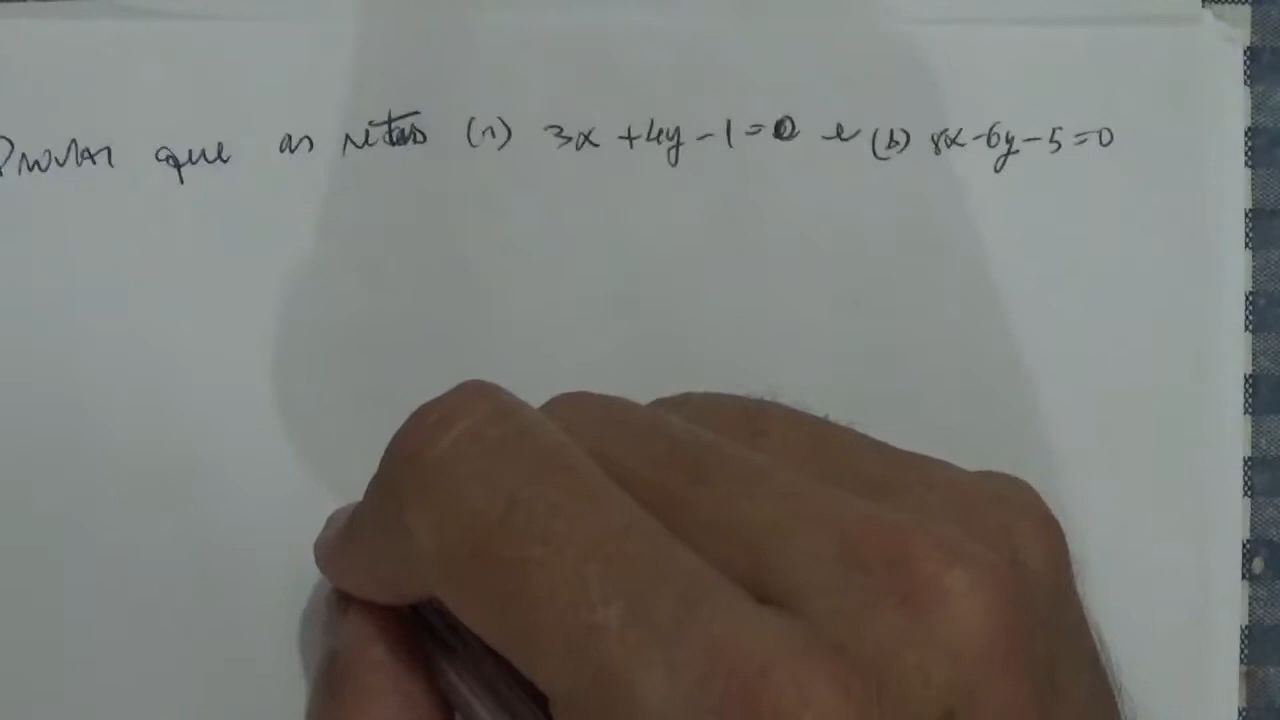 Provar que as retas (r) 3x + 4y - 1 = 0 e (s) 8x - 6y - 5 = 0